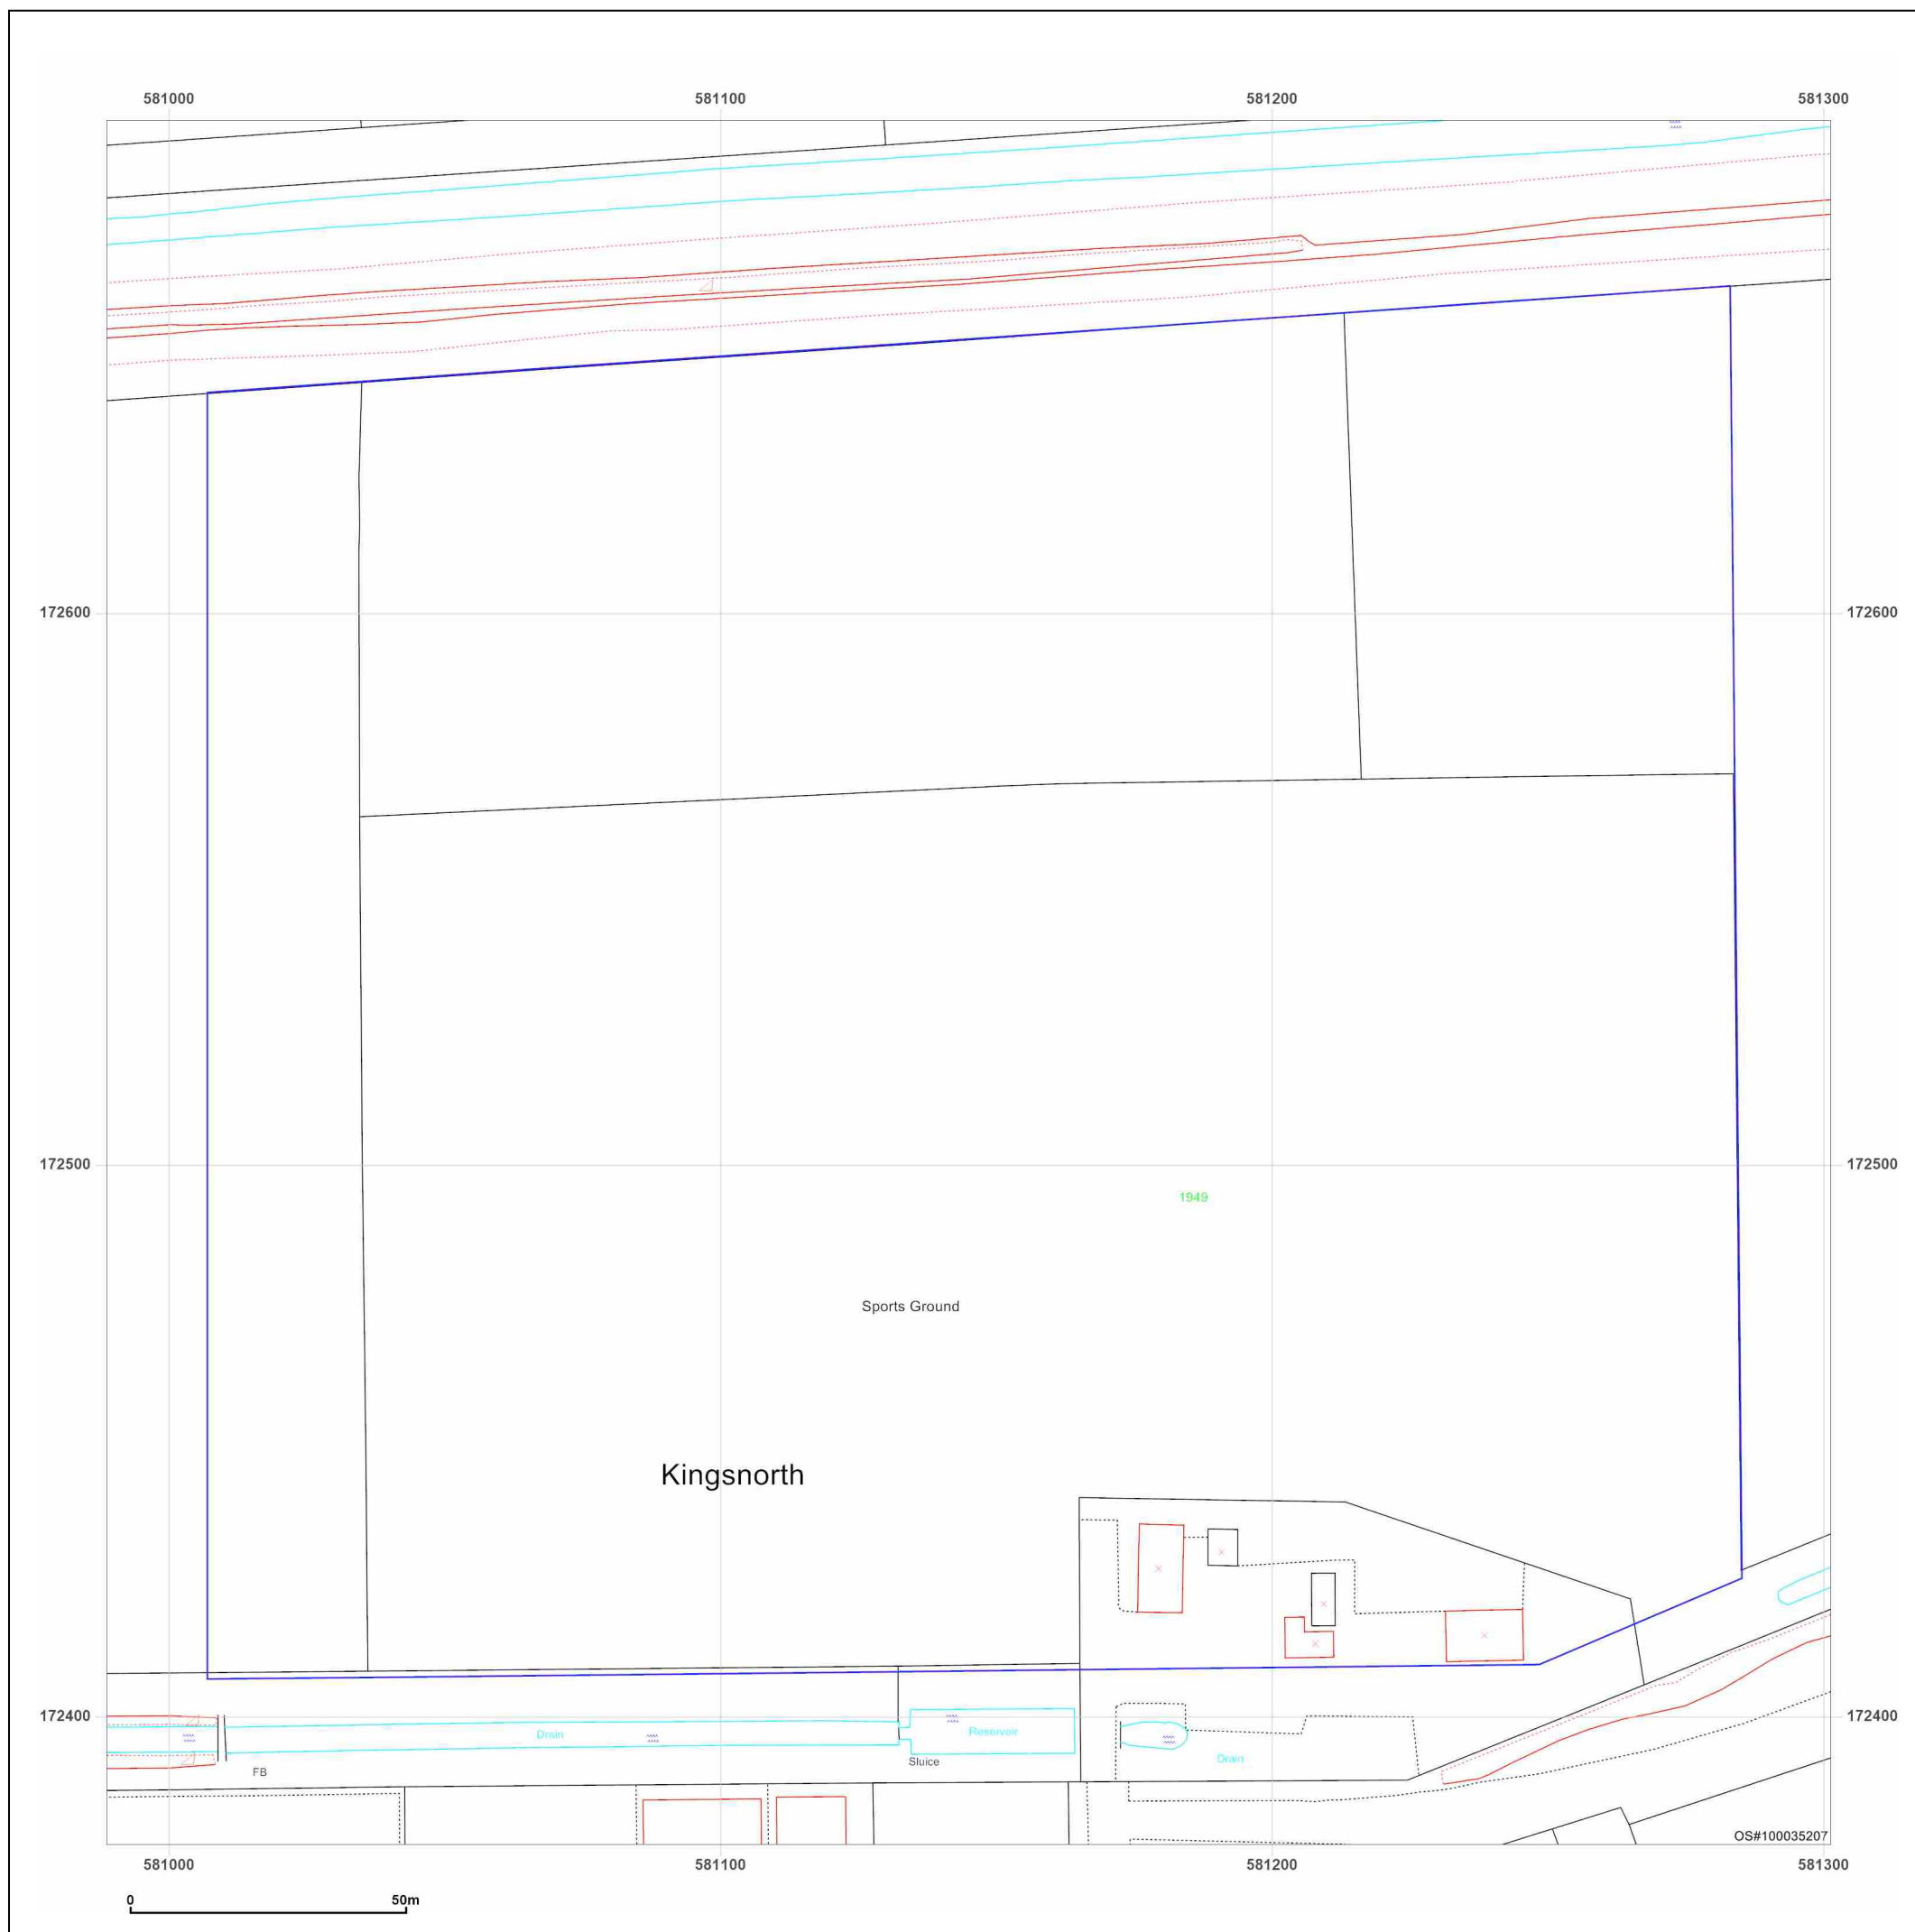 581000 581100 581200 581300
172600 172600
172500 172500
1949
Sports Ground
Kingsnorth
172400 172400
Drain Reservoir
Drain
Sluice
FB
OS#100035207
581000 581100 581200 581300
0 50m